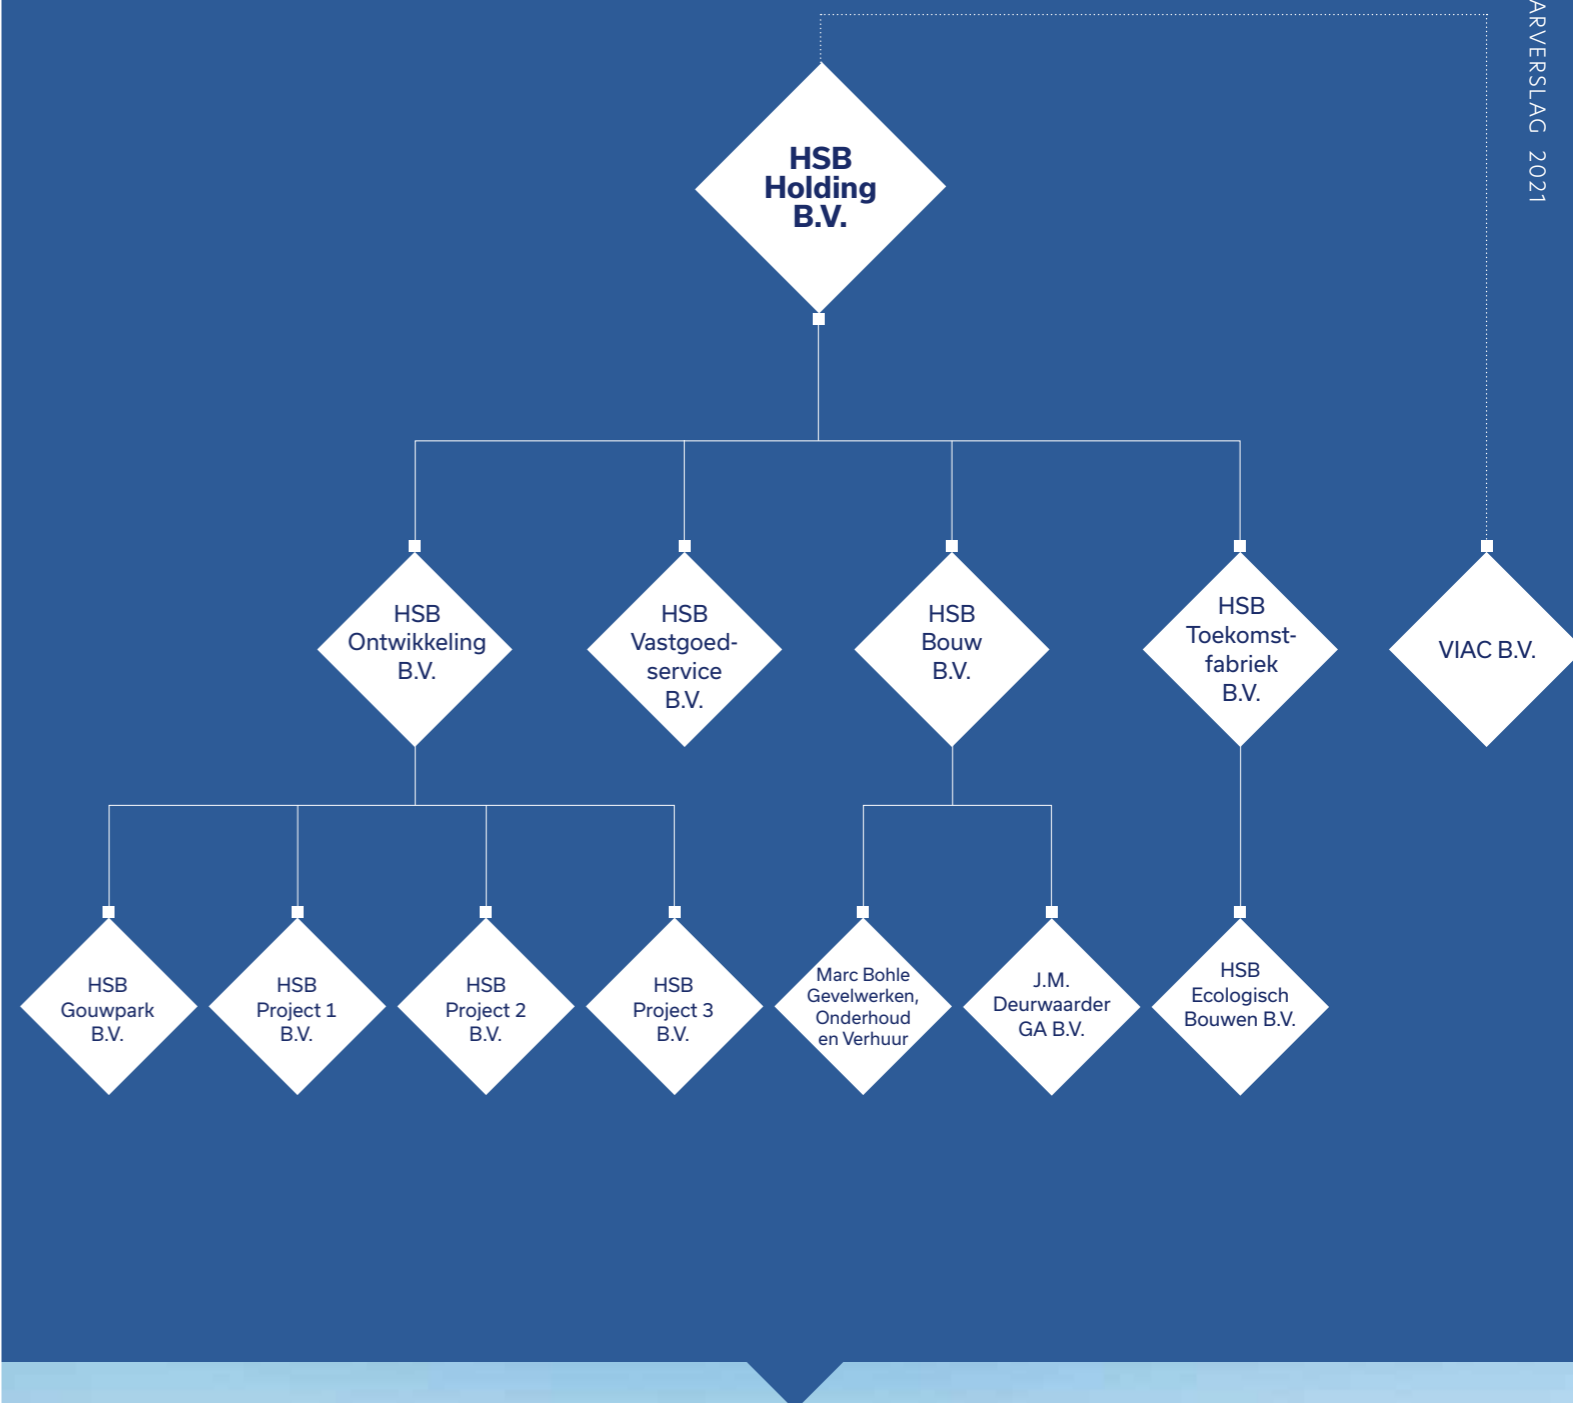 ARVERSLAG 2021
HSB
Holding
B.V.
HSB
Ontwikkeling
B.V.
HSB
Vastgoed-
service
B.V.
HSB
Bouw
B.V.
HSB
Toekomst-
fabriek
B.V.
VIAC B.V.
HSB
Gouwpark
B.V.
HSB
Project 1
B.V.
HSB
Project 2
B.V.
HSB
Project 3
B.V.
Marc Bohle
Gevelwerken,
Onderhoud
en Verhuur
J.M.
Deurwaarder
GA B.V.
HSB
Ecologisch
Bouwen B.V.